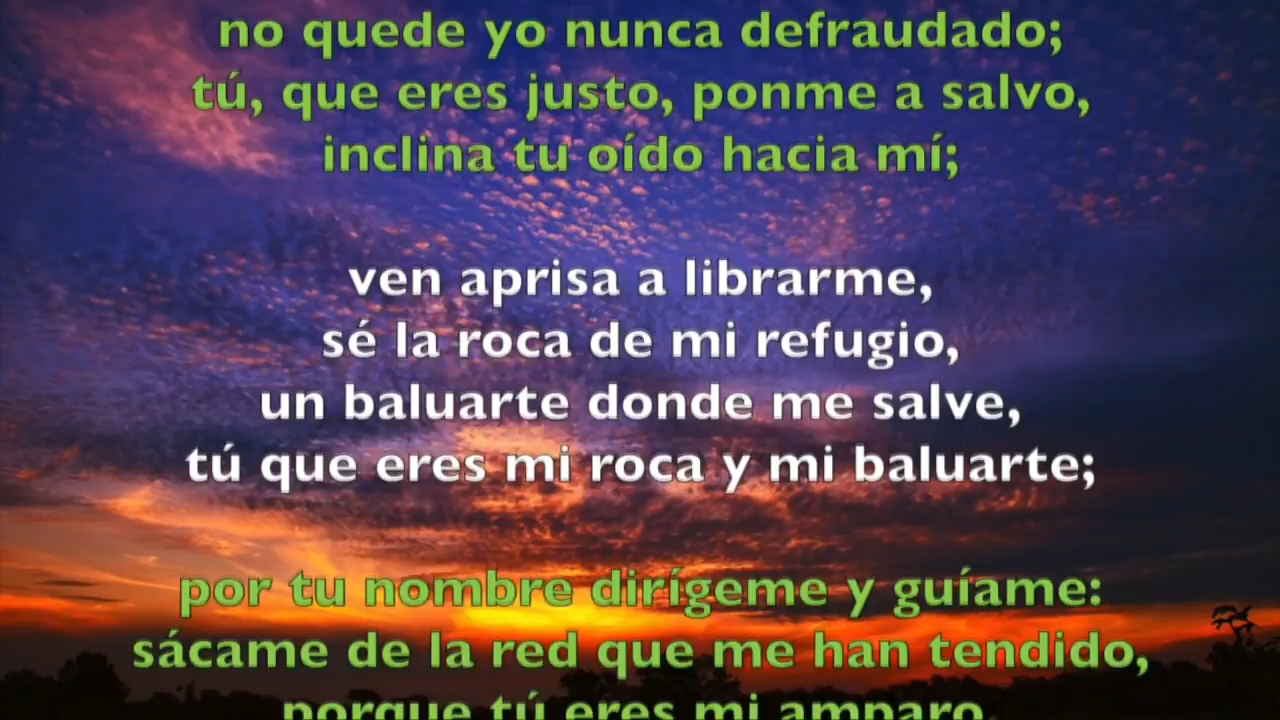 no quede yo nunca defraudado;
tú, que eres justo, ponme a salvo,
inclina tu oído hacia mí;
ven aprisa a librarme,
sé la roca de mi refugio,
un baluarte donde me salve,
tú que eres mi roca y mi baluarte;
por tu nombre dirígeme y guíame:
sácame de la red que me han tendido,
porque tú eres mi amparo.